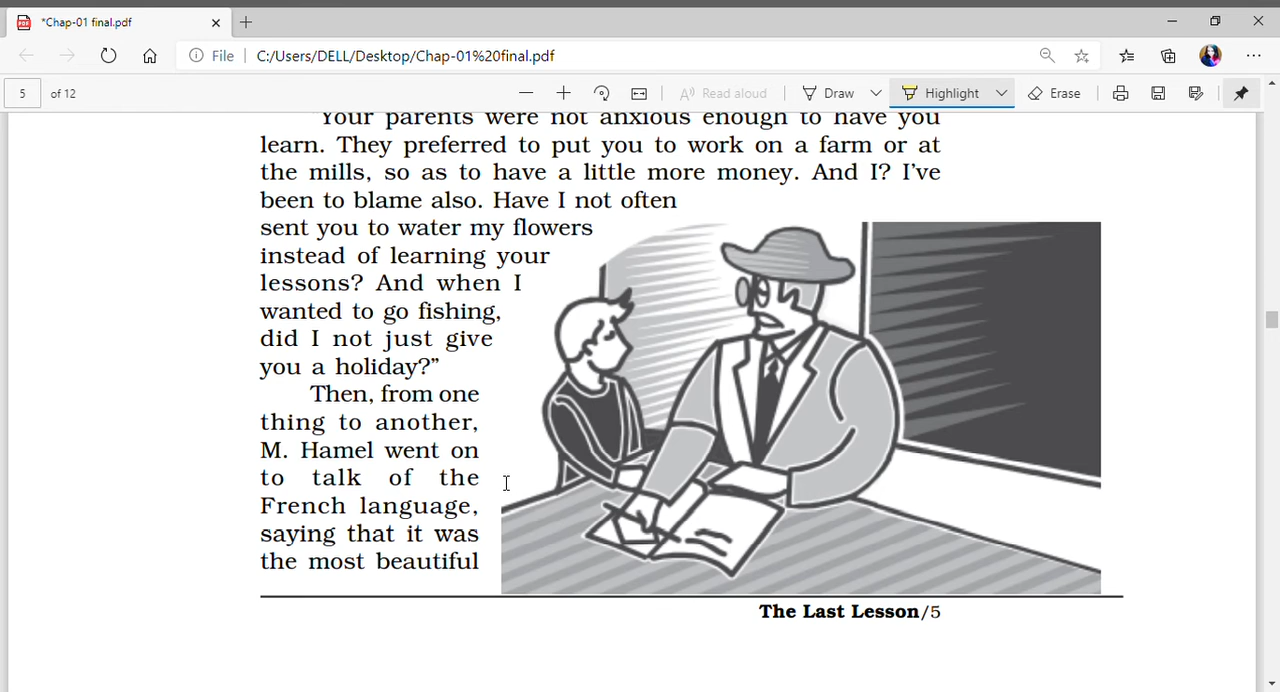 *Chap-01 final.pdf
File
C:/Users/DELL/Desktop/Chap-01%20final.pdf
5 of 12
Read aloud
Draw
Highlight
Erase
"Your parents were not anxious enough to have you
learn. They preferred to put you to work on a farm or at
the mills, so as to have a little more money. And I? I've
been to blame also. Have I not often
sent you to water my flowers
instead of learning your
lessons? And when I
wanted to go fishing,
did I not just give
you a holiday?”
Then, from one
thing to another,
M. Hamel went on
to talk of the
French language,
saying that it was
the most beautiful
The Last Lesson/5